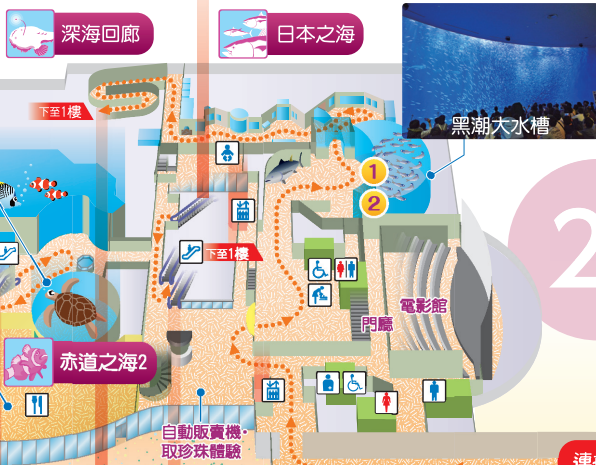 深海回廊
日本之海
黑潮大水槽
下至1樓
1
2
下至1樓
2
電影館
門廳
赤道之海2
自動販賣機・
取珍珠體驗